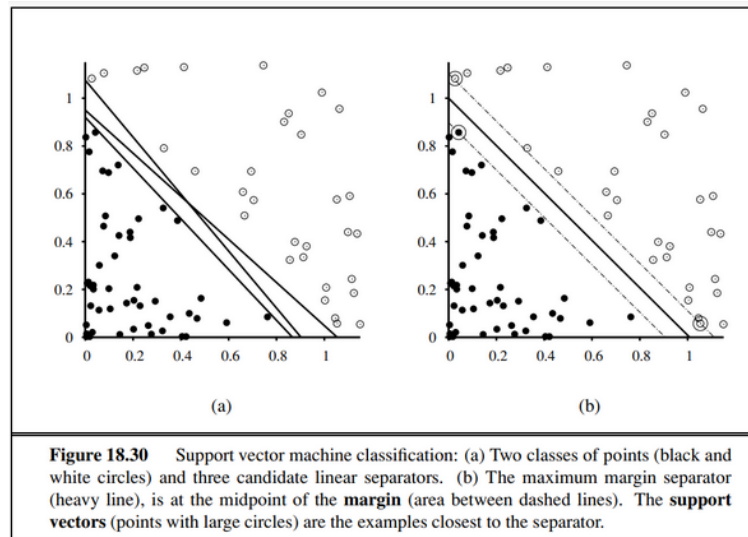 1
0.8
0.6
0.4
0.2
0
0 0.2 0.4 0.6 0.8 1
(a)
1
0.8
0.6
0.4
0.2
0
0 0.2 0.4 0.6 0.8 1
(b)
Figure 18.30 Support vector machine classification: (a) Two classes of points (black and
white circles) and three candidate linear separators. (b) The maximum margin separator
(heavy line), is at the midpoint of the margin (area between dashed lines). The support
vectors (points with large circles) are the examples closest to the separator.